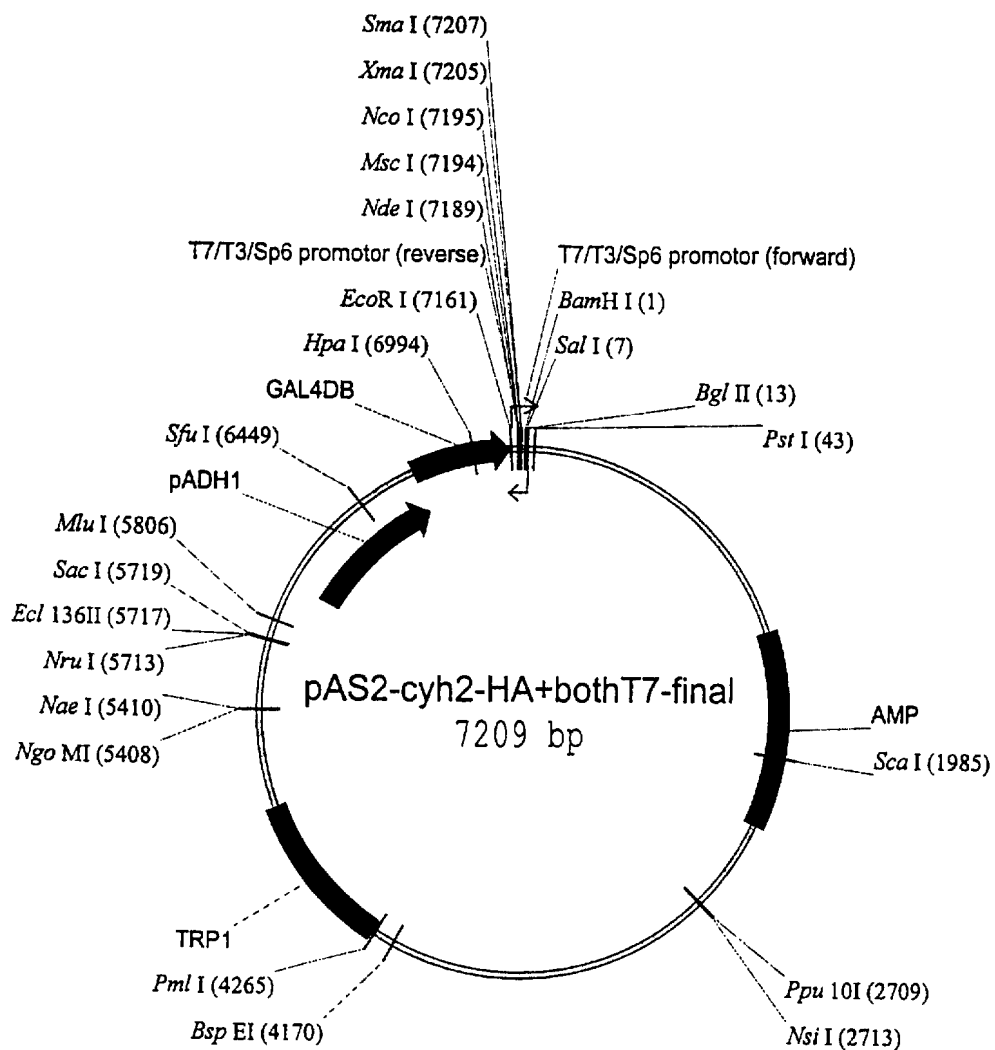 Sma I (7207)
Xma I (7205)
Nco I (7195)
Msc I (7194)
Nde I (7189)
T7/T3/Sp6 promotor (reverse)
T7/T3/Sp6 promotor (forward)
EcoR I (7161)
BamH I (1)
Hpa I (6994)
Sal I (7)
GAL4DB
Bgl II (13)
Sfu I (6449)
Pst I (43)
pADH1
Mlu I (5806)
Sac I (5719)
Ecl 136II (5717)
Nru I (5713)
pAS2-cyh2-HA+bothT7-final
7209 bp
Nae I (5410)
AMP
Ngo MI (5408)
Sca I (1985)
TRP1
Pml I (4265)
Ppu 10I (2709)
Bsp EI (4170)
Nsi I (2713)